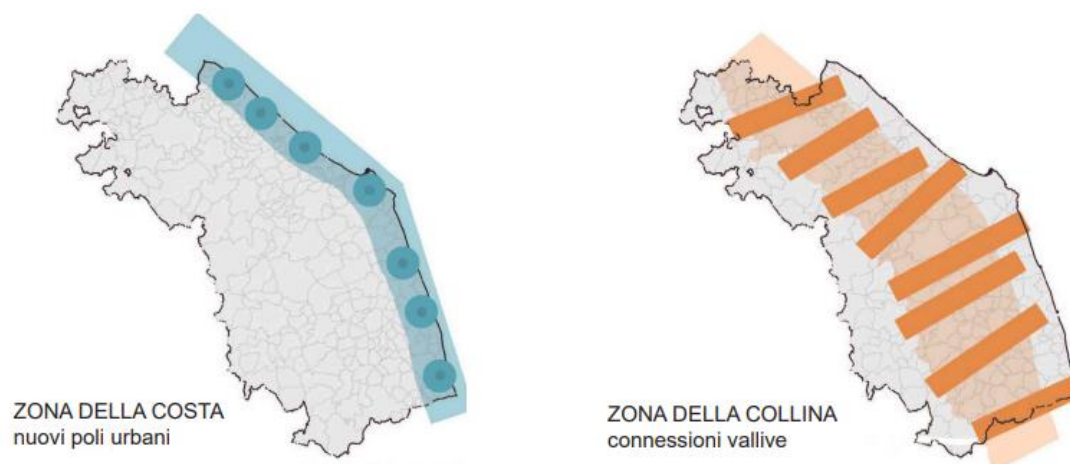 ZONA DELLA COSTA
nuovi poli urbani
ZONA DELLA COLLINA
connessioni vallive